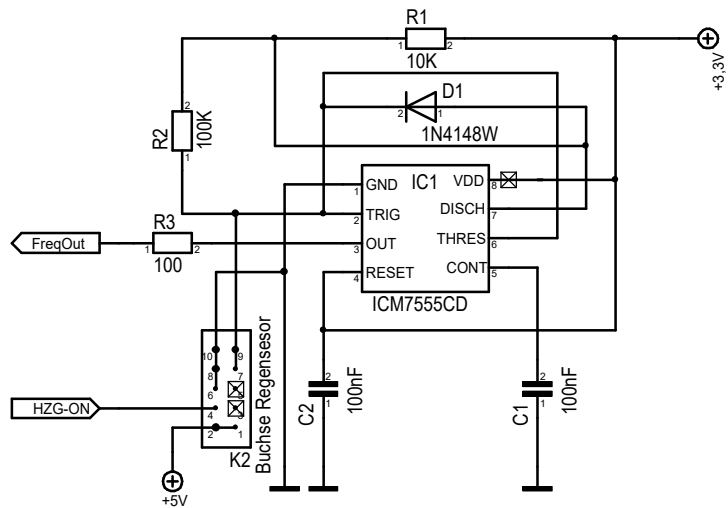 R1
1 2
10K
+3,3V
D1
2 1
1N4148W
2
R2
100K
1
IC1
1 GND
VDD 8
2 TRIG
DISCH 7
3 OUT
THRES 6
4 RESET
CONT 5
ICM7555CD
FreqOut
R3
1 2
100
10 9
8 7
6
4
2 1
HZG-ON
K2
Buchse Regensesor
+5V
C2
2
1
100nF
C1
2
1
100nF